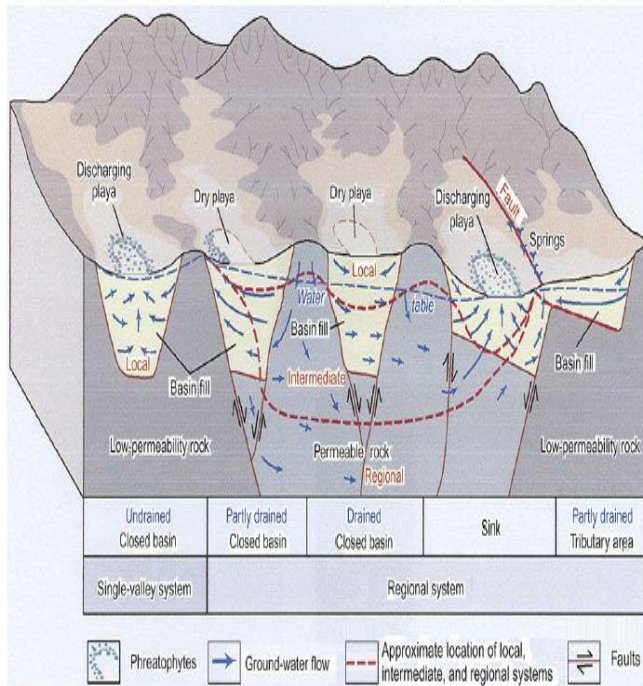 Discharging
playa
Dry playa
Dry playa
Discharging
playa
Fault
Springs
Local
Water
table
Basin fill
Local
Basin fill
Intermediate
Basin fill
Low-permeability rock
Permeable rock
Regional
Low-permeability rock
Undrained
Closed basin
Partly drained
Closed basin
Drained
Closed basin
Sink
Partly drained
Tributary area
Single-valley system
Regional system
Phreatophytes
Ground-water flow
Approximate location of local,
intermediate, and regional systems
Faults